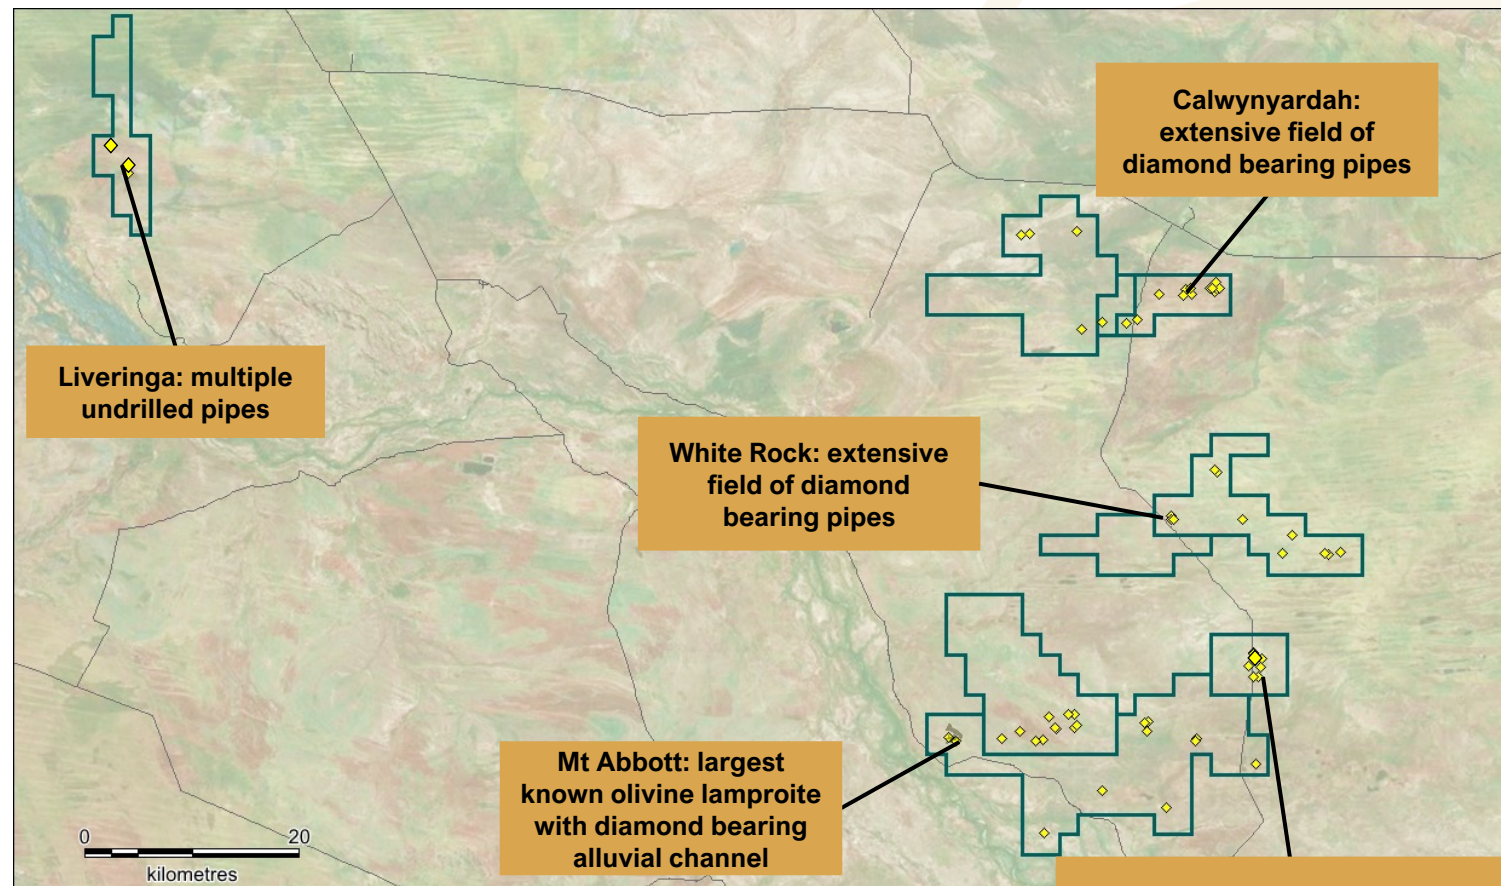 Calwynyardah:
extensive field of
diamond bearing pipes
Liveringa: multiple
undrilled pipes
White Rock: extensive
field of diamond
bearing pipes
Mt Abbott: largest
known olivine lamproite
with diamond bearing
alluvial channel
0 20
kilometres